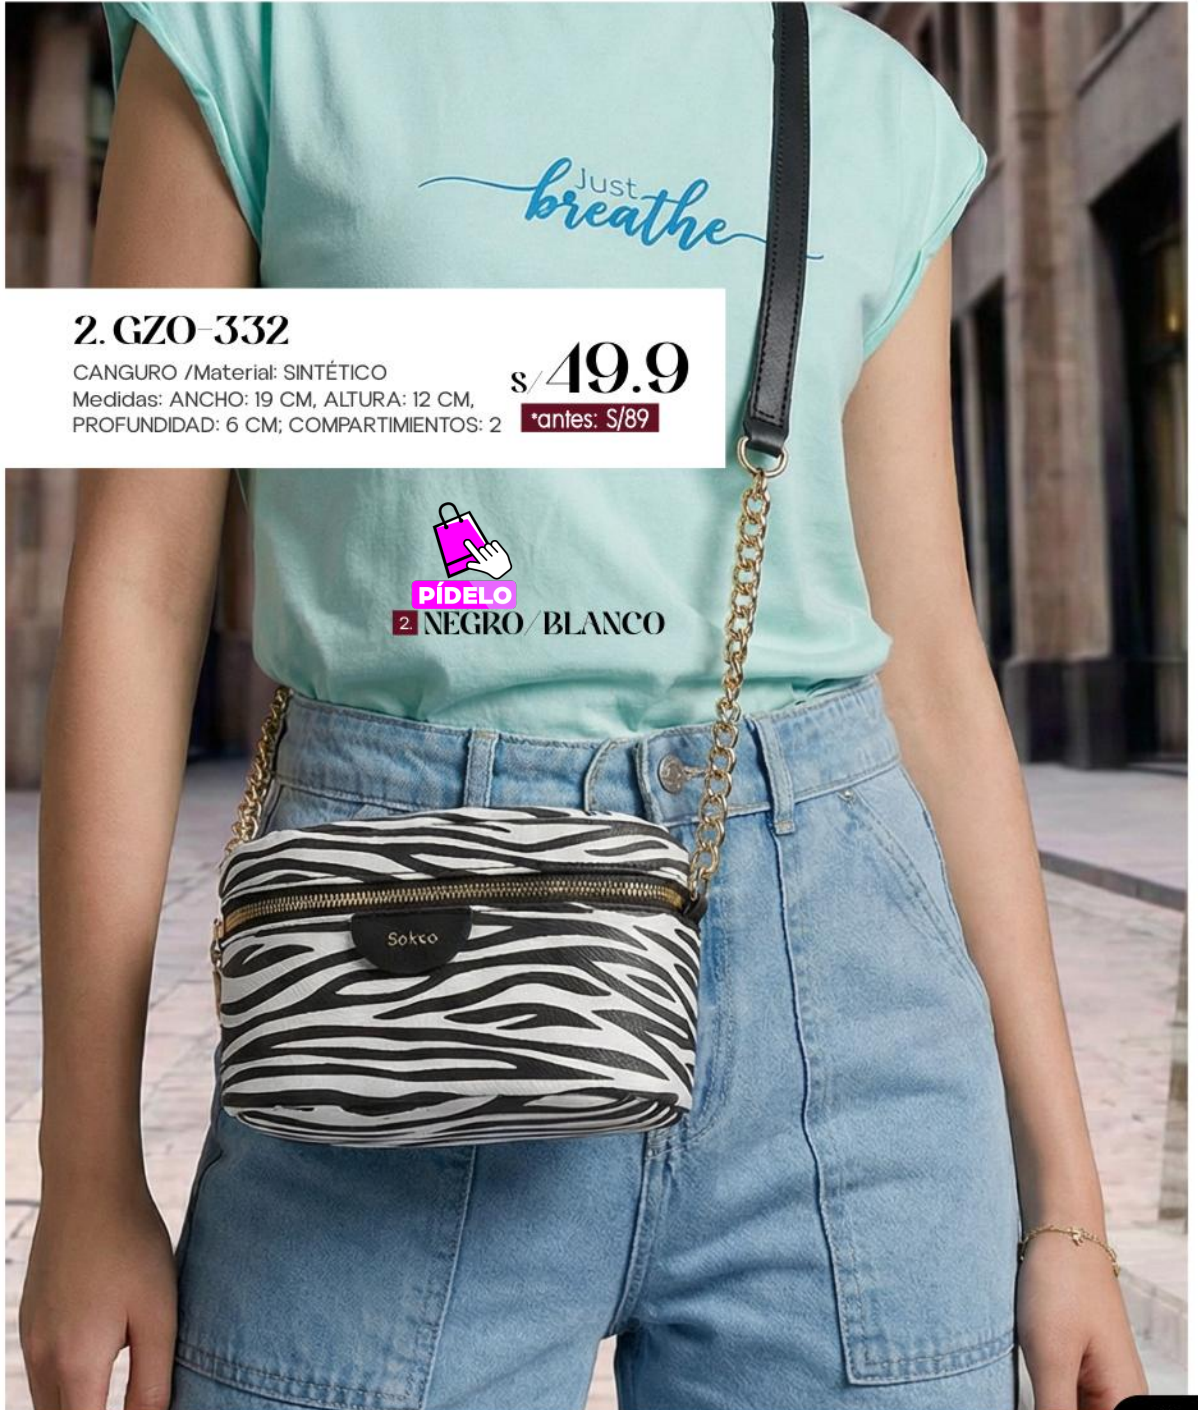 Just
breathe
2. GZO-332
CANGURO /Material: SINTÉTICO
Medidas: ANCHO: 19 CM, ALTURA: 12 CM,
PROFUNDIDAD: 6 CM; COMPARTIMIENTOS: 2
s/49.9
*antes: S/89
PÍDELO
2. NEGRO/BLANCO
Sokso